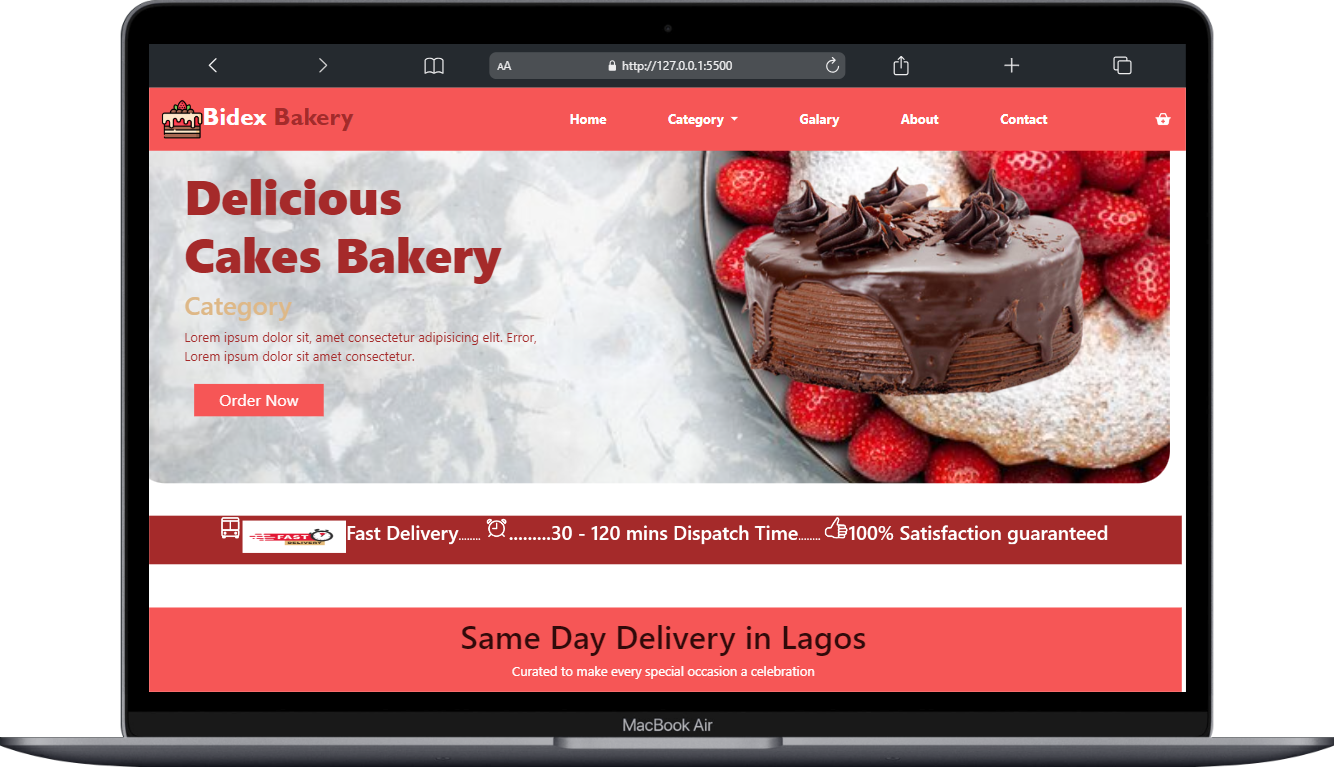 AA
http://127.0.0.1:5500
Bidex Bakery
Home
Category
Galary
About
Contact
Delicious
Cakes Bakery
Category
Lorem ipsum dolor sit, amet consectetur adipisicing elit. Error,
Lorem ipsum dolor sit amet consectetur.
Order Now
FAST
DELIVERY
Fast Delivery........ .........30 - 120 mins Dispatch Time........ 100% Satisfaction guaranteed
Same Day Delivery in Lagos
Curated to make every special occasion a celebration
MacBook Air